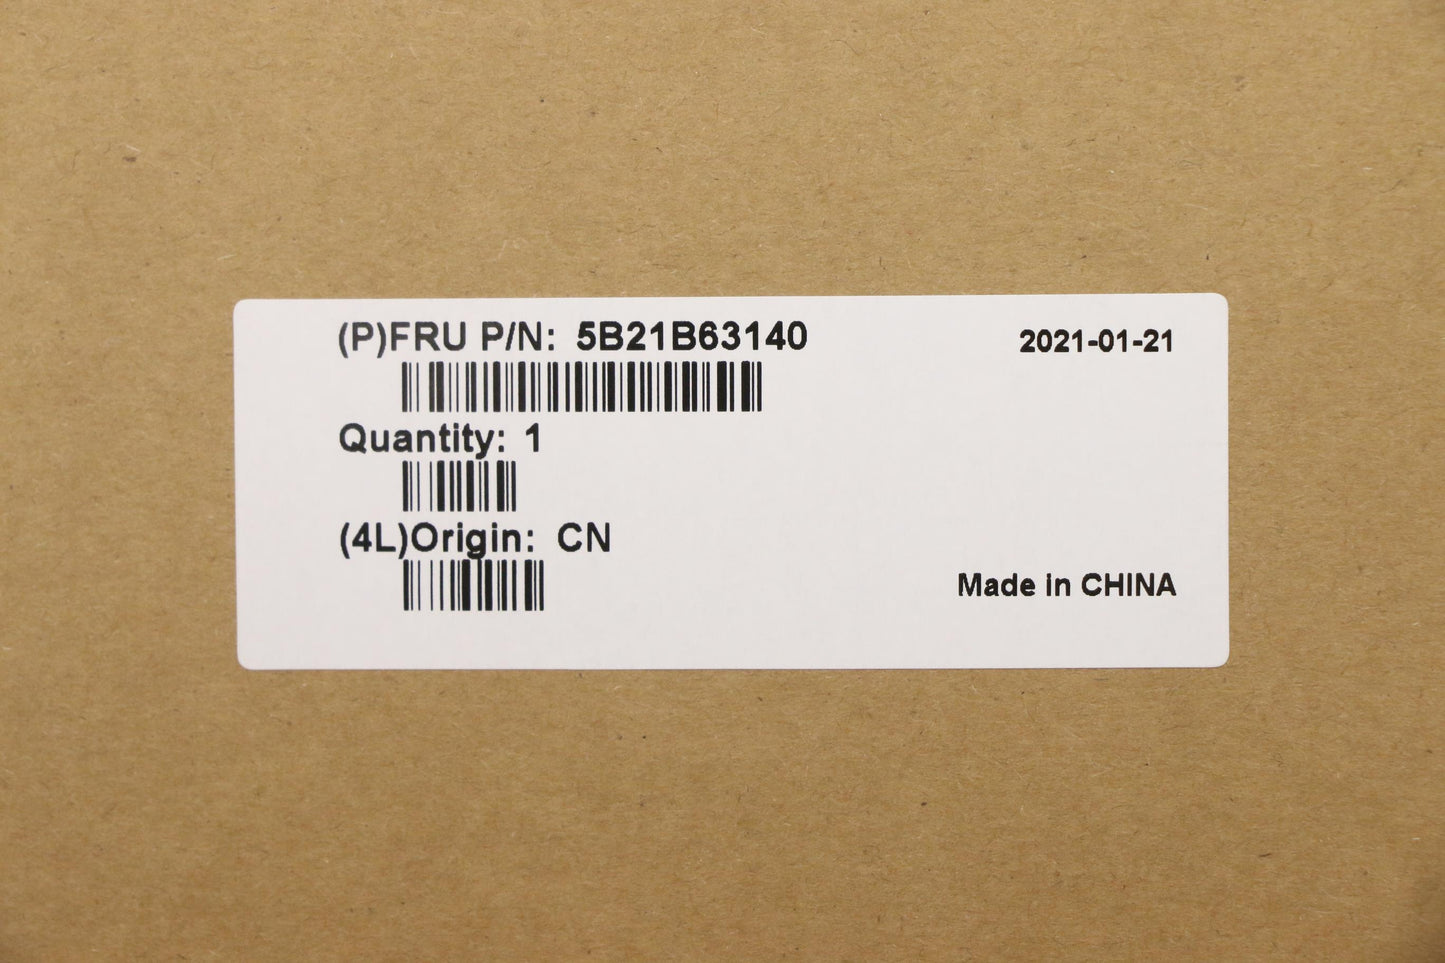 (P)FRU P/N: 5B21B63140
2021-01-21
Quantity: 1
(4L)Origin: CN
Made in CHINA